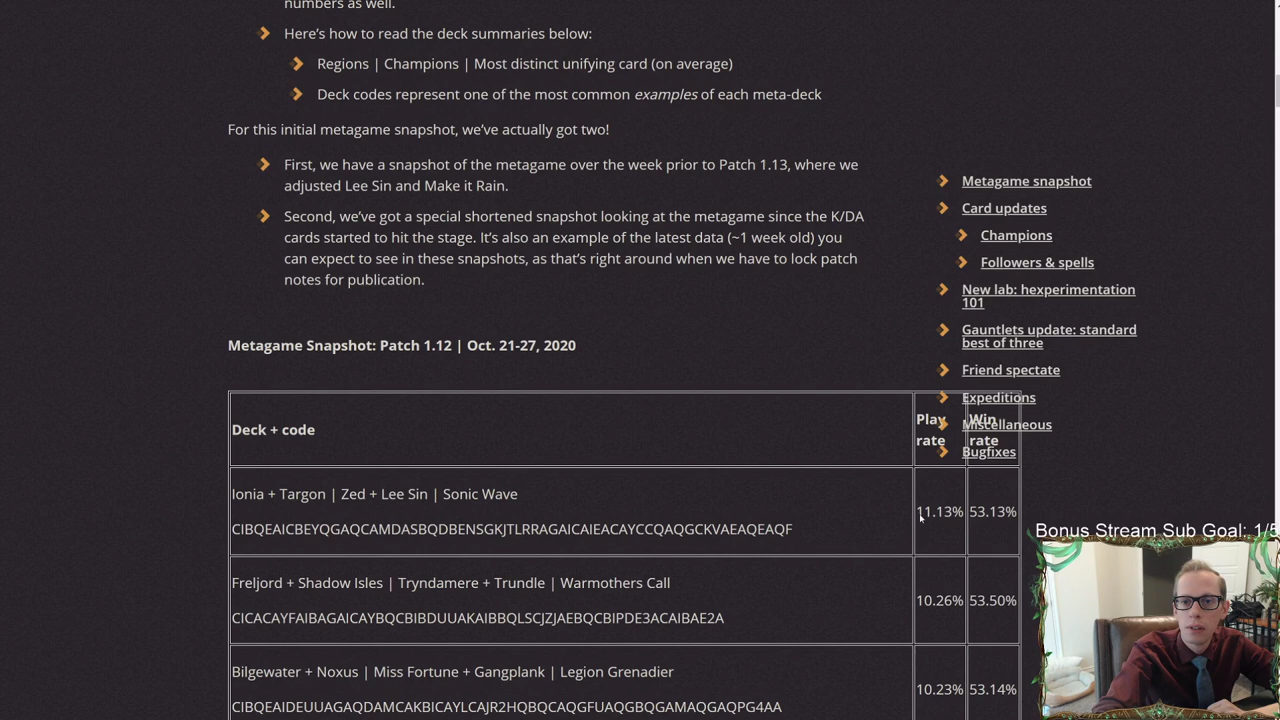 numbers as well.
Here's how to read the deck summaries below:
Regions | Champions | Most distinct unifying card (on average)
Deck codes represent one of the most common examples of each meta-deck
For this initial metagame snapshot, we've actually got two!
First, we have a snapshot of the metagame over the week prior to Patch 1.13, where we
adjusted Lee Sin and Make it Rain.
Second, we've got a special shortened snapshot looking at the metagame since the K/DA
cards started to hit the stage. It's also an example of the latest data (~1 week old) you
can expect to see in these snapshots, as that's right around when we have to lock patch
notes for publication.
Metagame snapshot
Card updates
Champions
Followers & spells
New lab: hexperimentation
101
Gauntlets update: standard
best of three
Friend spectate
Expeditions
Miscellaneous
Bugfixes
Metagame Snapshot: Patch 1.12 | Oct. 21-27, 2020
Deck + code
Play
rate
Win
rate
Ionia + Targon | Zed + Lee Sin | Sonic Wave
CIBQEAICBEYQGAQCAMDASBQDBENSGKJTLRRAGAICAIEACAYCCQAQGCKVAEAQEAQF
11.13%
53.13%
Freljord + Shadow Isles | Tryndamere + Trundle | Warmothers Call
CICACAYFAIBAGAICAYBQCBIBDUUAKAIBBQLSCJZJAEBQCBIPDE3ACAIBAE2A
10.26%
53.50%
Bilgewater + Noxus | Miss Fortune + Gangplank | Legion Grenadier
CIBQEAIDEUUAGAQDAMCAKBICAYLCAJR2HQBQCAQGFUAQGBQGAMAQGAQPG4AA
10.23%
53.14%
Bonus Stream Sub Goal: 1/5